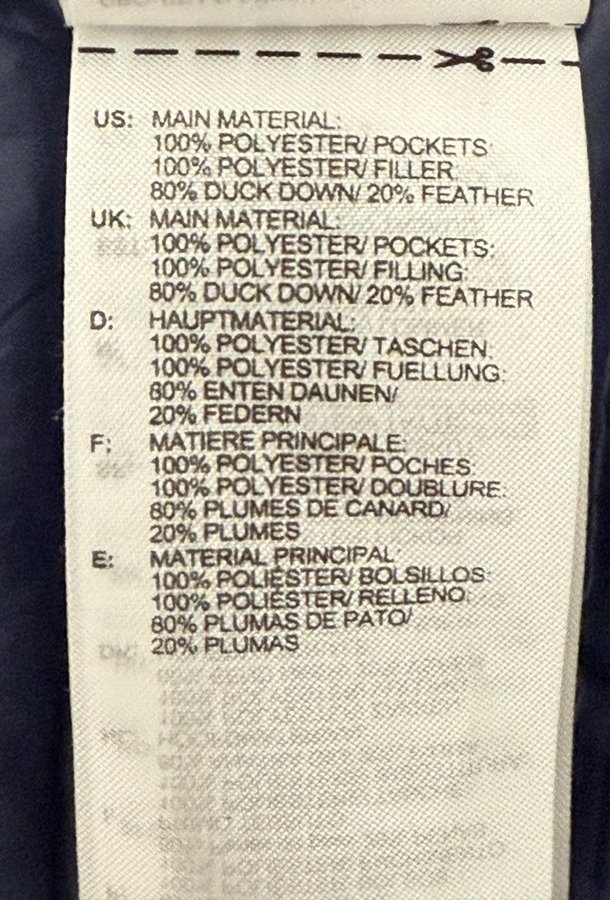 US: MAIN MATERIAL:
100% POLYESTER/ POCKETS:
100% POLYESTER/ FILLER:
80% DUCK DOWN/ 20% FEATHER
UK: MAIN MATERIAL:
100% POLYESTER/ POCKETS:
100% POLYESTER/ FILLING:
80% DUCK DOWN/ 20% FEATHER
D: HAUPTMATERIAL:
100% POLYESTER/ TASCHEN:
100% POLYESTER/ FUELLUNG:
80% ENTEN DAUNEN/
20% FEDERN
F: MATIERE PRINCIPALE:
100% POLYESTER/ POCHES:
100% POLYESTER/ DOUBLURE:
80% PLUMES DE CANARD/
20% PLUMES
E: MATERIAL PRINCIPAL:
100% POLIÉSTER/ BOLSILLOS:
100% POLIÉSTER/ RELLENO:
80% PLUMAS DE PATO/
20% PLUMAS